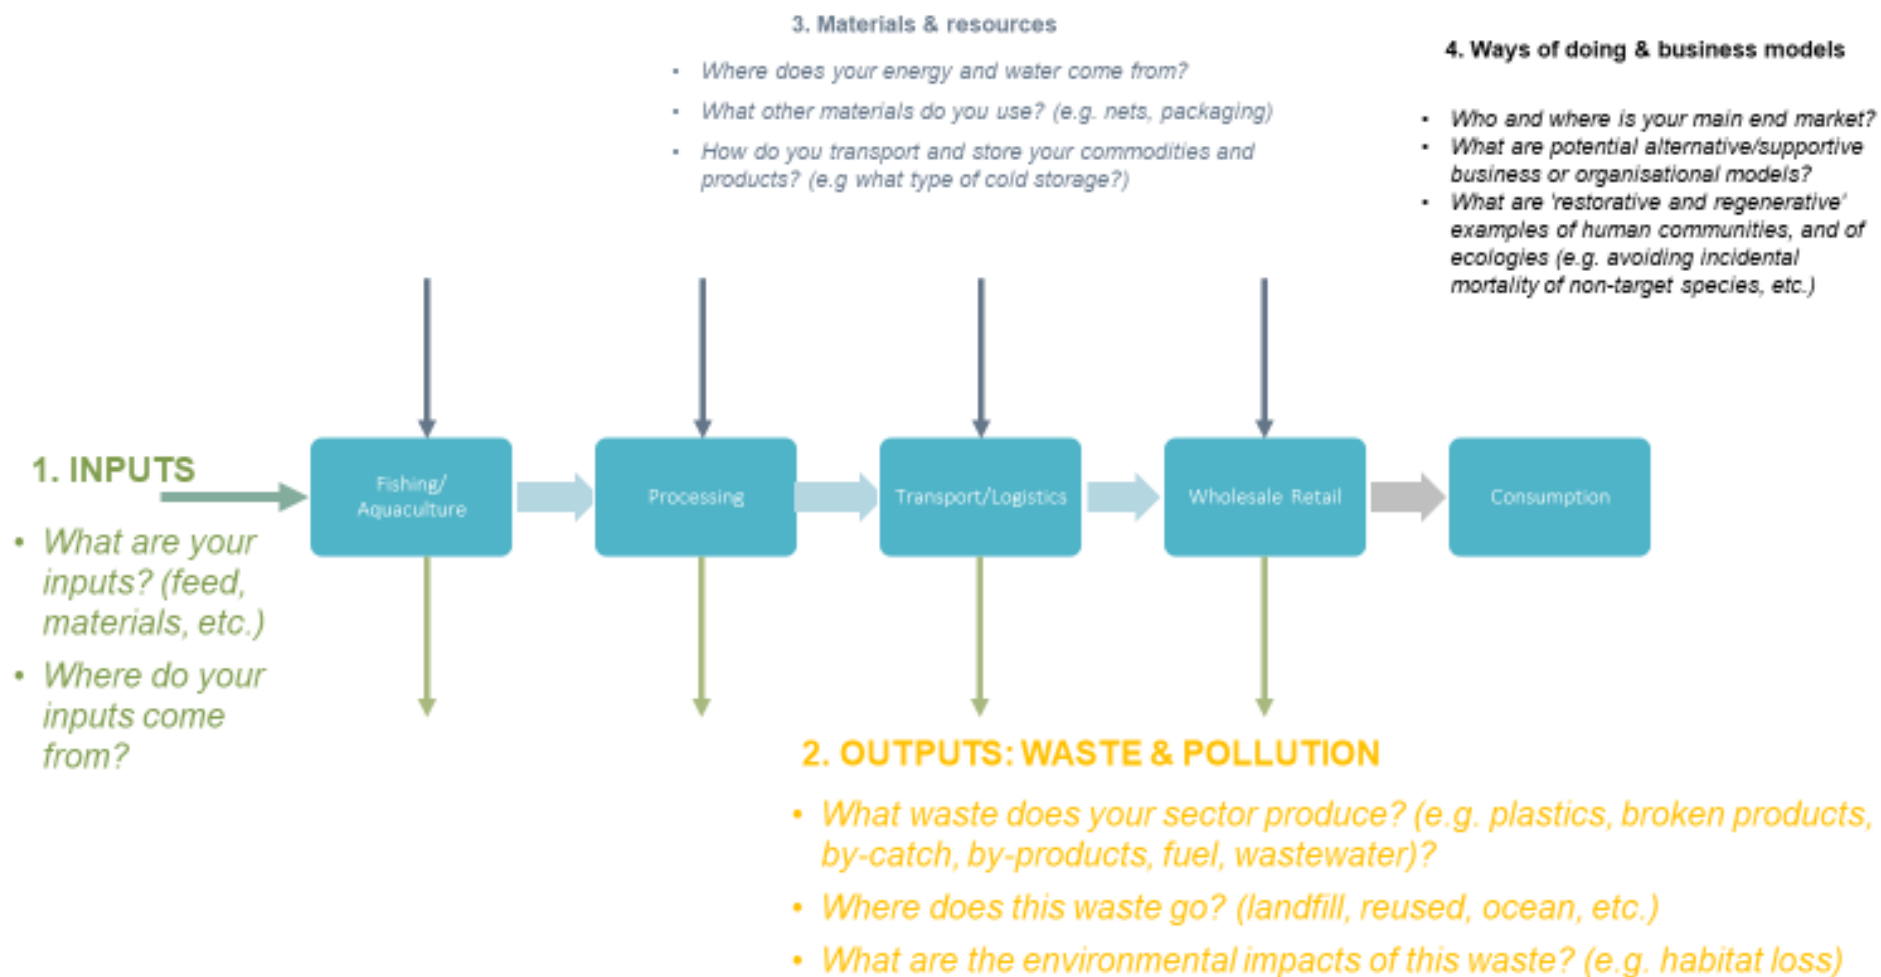 3. Materials & resources
• Where does your energy and water come from?
• What other materials do you use? (e.g. nets, packaging)
• How do you transport and store your commodities and
products? (e.g what type of cold storage?)
4. Ways of doing & business models
• Who and where is your main end market?
• What are potential alternative/supportive
business or organisational models?
• What are 'restorative and regenerative'
examples of human communities, and of
ecologies (e.g. avoiding incidental
mortality of non-target species, etc.)
1. INPUTS
• What are your
inputs? (feed,
materials, etc.)
• Where do your
inputs come
from?
Fishing/
Aquaculture
Processing
Transport/Logistics
Wholesale Retail
Consumption
2. OUTPUTS: WASTE & POLLUTION
• What waste does your sector produce? (e.g. plastics, broken products,
by-catch, by-products, fuel, wastewater)?
• Where does this waste go? (landfill, reused, ocean, etc.)
• What are the environmental impacts of this waste? (e.g. habitat loss)